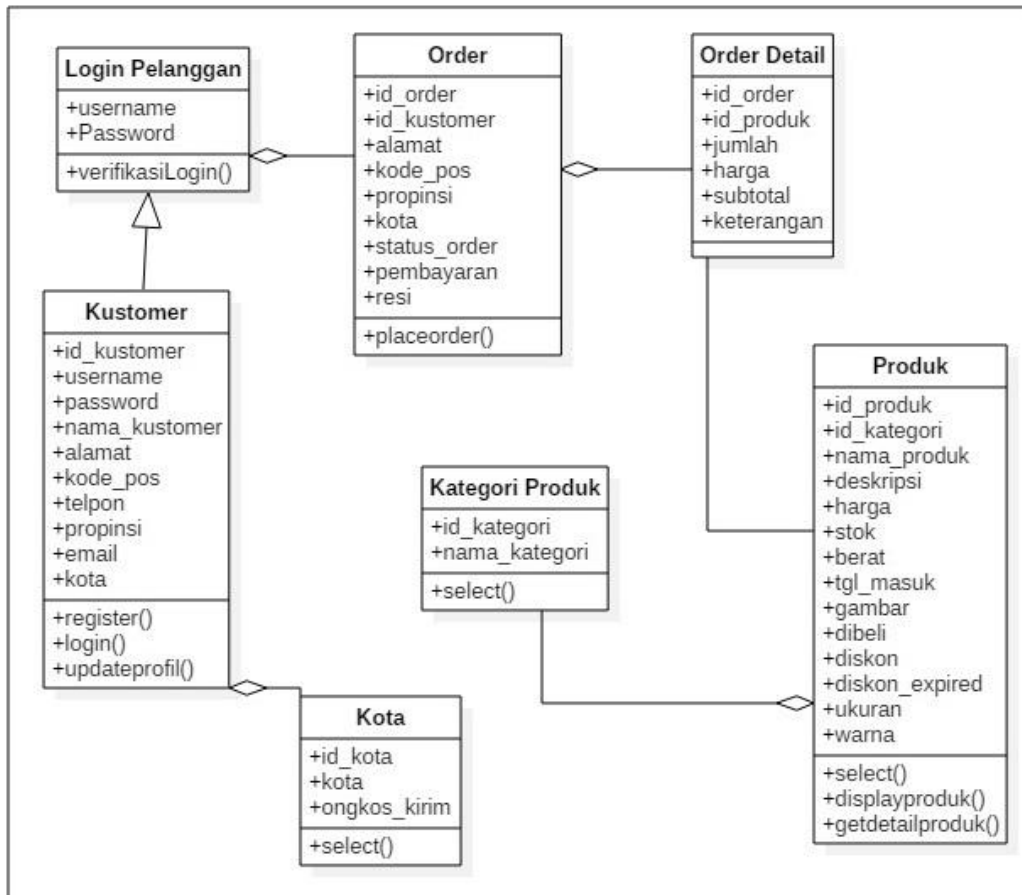 Login Pelanggan
+username
+Password
+verifikasiLogin()
Order
+id_order
+id_kustomer
+alamat
+kode_pos
+propinsi
+kota
+status_order
+pembayaran
+resi
+placeorder()
Order Detail
+id_order
+id_produk
+jumlah
+harga
+subtotal
+keterangan
Kustomer
+id_kustomer
+username
+password
+nama_kustomer
+alamat
+kode_pos
+telpon
+propinsi
+email
+kota
+register()
+login()
+updateprofil()
Kategori Produk
+id_kategori
+nama_kategori
+select()
Produk
+id_produk
+id_kategori
+nama_produk
+deskripsi
+harga
+stok
+berat
+tgl_masuk
+gambar
+dibeli
+diskon
+diskon_expired
+ukuran
+warna
+select()
+displayproduk()
+getdetailproduk()
Kota
+id_kota
+kota
+ongkos_kirim
+select()